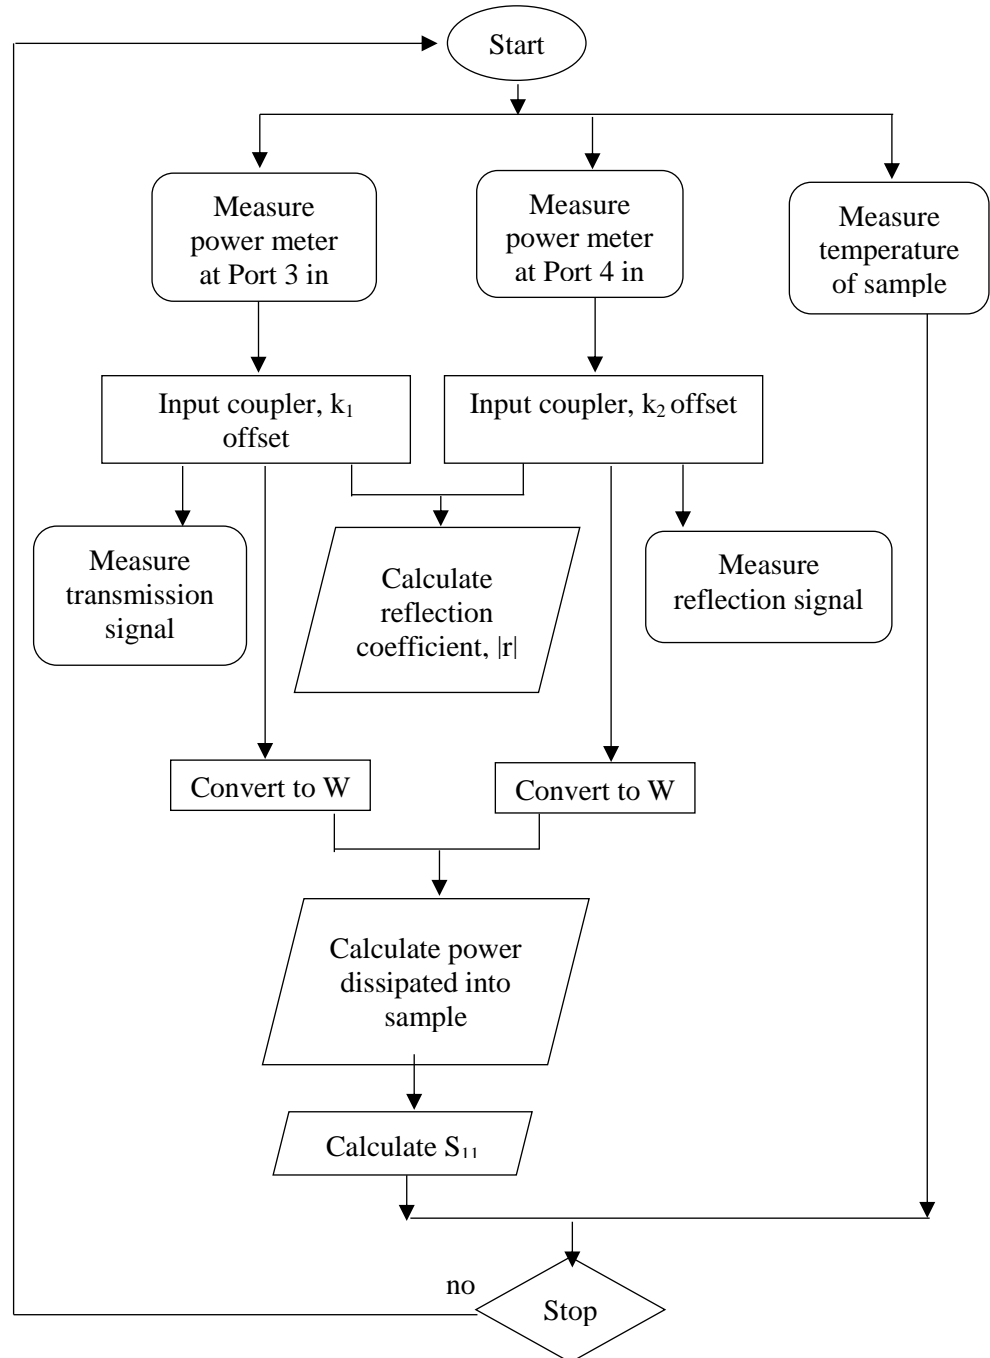 Start
Measure
power meter
at Port 3 in
Measure
power meter
at Port 4 in
Measure
temperature
of sample
Input coupler, k₁
offset
Input coupler, k₂ offset
Measure
transmission
signal
Calculate
reflection
coefficient, |r|
Measure
reflection signal
Convert to W
Convert to W
Calculate power
dissipated into
sample
Calculate S₁₁
no
Stop